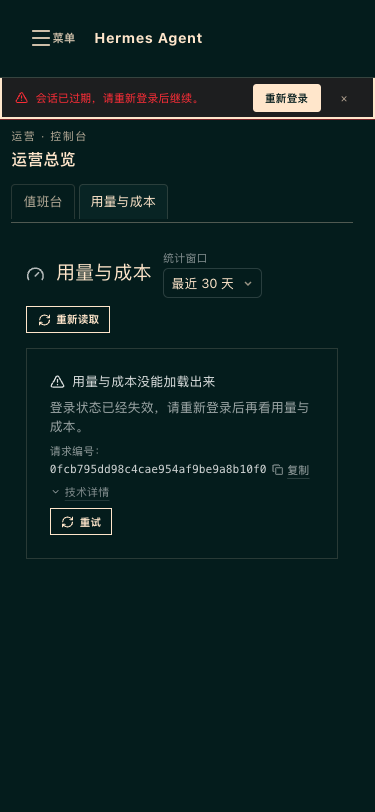 菜单 Hermes Agent
会话已过期，请重新登录后继续。 重新登录 ×
运营 · 控制台
运营总览
值班台 用量与成本
用量与成本
统计窗口
最近 30 天
重新读取
用量与成本没能加载出来
登录状态已经失效，请重新登录后再看用量与
成本。
请求编号：
0fcb795dd98c4cae954af9be9a8b10f0 复制
技术详情
重试